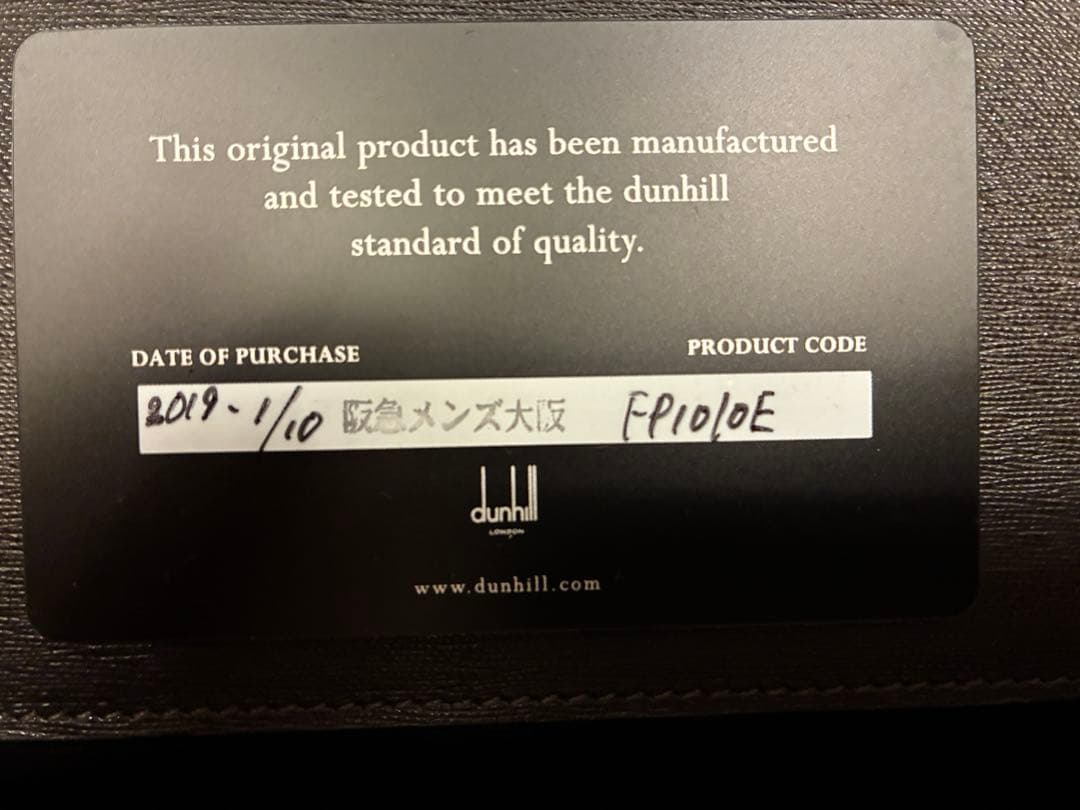 This original product has been manufactured
and tested to meet the dunhill
standard of quality.
DATE OF PURCHASE PRODUCT CODE
2019-1/10 阪急メンズ大阪 FP1010E
dunhill
LONDON
www.dunhill.com